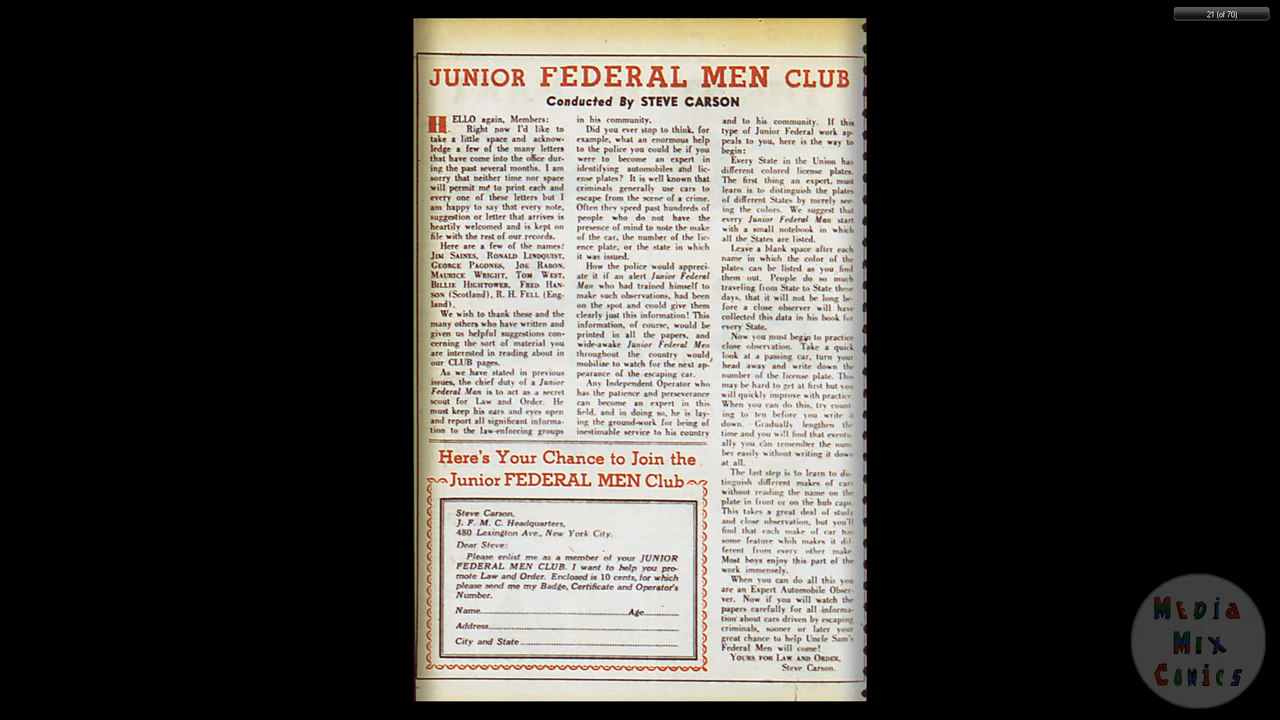 21 (of 70)
JUNIOR FEDERAL MEN CLUB
Conducted By STEVE CARSON
HELLO again, Members:
Right now I'd like to
take a little space and acknow-
ledge a few of the many letters
that have come into the office dur-
ing the past several months. I am
sorry that neither time nor space
will permit me to print each and
every one of these letters but I
am happy to say that every note,
suggestion or letter that arrives is
heartily welcomed and is kept on
file with the rest of our records.
Here are a few of the names:
JIM SAINES, RONALD LINDQUIST,
GEORGE PAGONES, JOE RABON,
MAURICE WRIGHT, TOM WEST,
BILLIE HIGHTOWER, FRED HAN-
SON (Scotland), R. H. FELL (Eng-
land).
We wish to thank these and the
many others who have written and
given us helpful suggestions con-
cerning the sort of material you
are interested in reading about in
our CLUB pages.
As we have stated in previous
issues, the chief duty of a Junior
Federal Man is to act as a secret
scout for Law and Order. He
must keep his ears and eyes open
and report all significant informa-
tion to the law-enforcing groups
in his community.
Did you ever stop to think, for
example, what an enormous help
to the police you could be if you
were to become an expert in
identifying automobiles and lic-
ense plates? It is well known that
criminals generally use cars to
escape from the scene of a crime.
Often they speed past hundreds of
people who do not have the
presence of mind to note the make
of the car, the number of the lic-
ence plate, or the state in which
it was issued.
How the police would appreci-
ate it if an alert Junior Federal
Man who had trained himself to
make such observations, had been
on the spot and could give them
clearly just this information! This
information, of course, would be
printed in all the papers, and
wide-awake Junior Federal Men
throughout the country would
mobilize to watch for the next ap-
pearance of the escaping car.
Any Independent Operator who
has the patience and perseverance
can become an expert in this
field, and in doing so, he is lay-
ing the ground-work for being of
inestimable service to his country
and to his community. If this
type of Junior Federal work ap-
peals to you, here is the way to
begin:
Every State in the Union has
different colored license plates.
The first thing an expert, must
learn is to distinguish the plates
of different States by merely see-
ing the colors. We suggest that
every Junior Federal Man start
with a small notebook in which
all the States are listed.
Leave a blank space after each
name in which the color of the
plates can be listed as you find
them out. People do so much
traveling from State to State these
days, that it will not be long be-
fore a close observer will have
collected this data in his book for
every State.
Now you must begin to practice
close observation. Take a quick
look at a passing car, turn your
head away and write down the
number of the license plate. This
may be hard to get at first but you
will quickly improve with practice.
When you can do this, try count-
ing to ten before you write it
down. Gradually lengthen the
time and you will find that eventu-
ally you can remember the num-
ber easily without writing it down
at all.
The last step is to learn to dis-
tinguish different makes of cars
without reading the name on the
plate in front or on the hub caps.
This takes a great deal of study
and close observation, but you'll
find that each make of car has
some feature whih makes it dif-
ferent from every other make.
Most boys enjoy this part of the
work immensely.
When you can do all this you
are an Expert Automobile Obser-
ver. Now if you will watch the
papers carefully for all informa-
tion about cars driven by escaping
criminals, sooner or later your
great chance to help Uncle Sam's
Federal Men will come!
YOURS FOR LAW AND ORDER,
Steve Carson.
Here's Your Chance to Join the
Junior FEDERAL MEN Club
Steve Carson,
J. F. M. C. Headquarters,
480 Lexington Ave., New York City.
Dear Steve:
Please enlist me as a member of your JUNIOR
FEDERAL MEN CLUB. I want to help you pro-
mote Law and Order. Enclosed is 10 cents, for which
please send me my Badge, Certificate and Operator's
Number.
Name Age
Address
City and State
MEDIA
MIX
COMICS